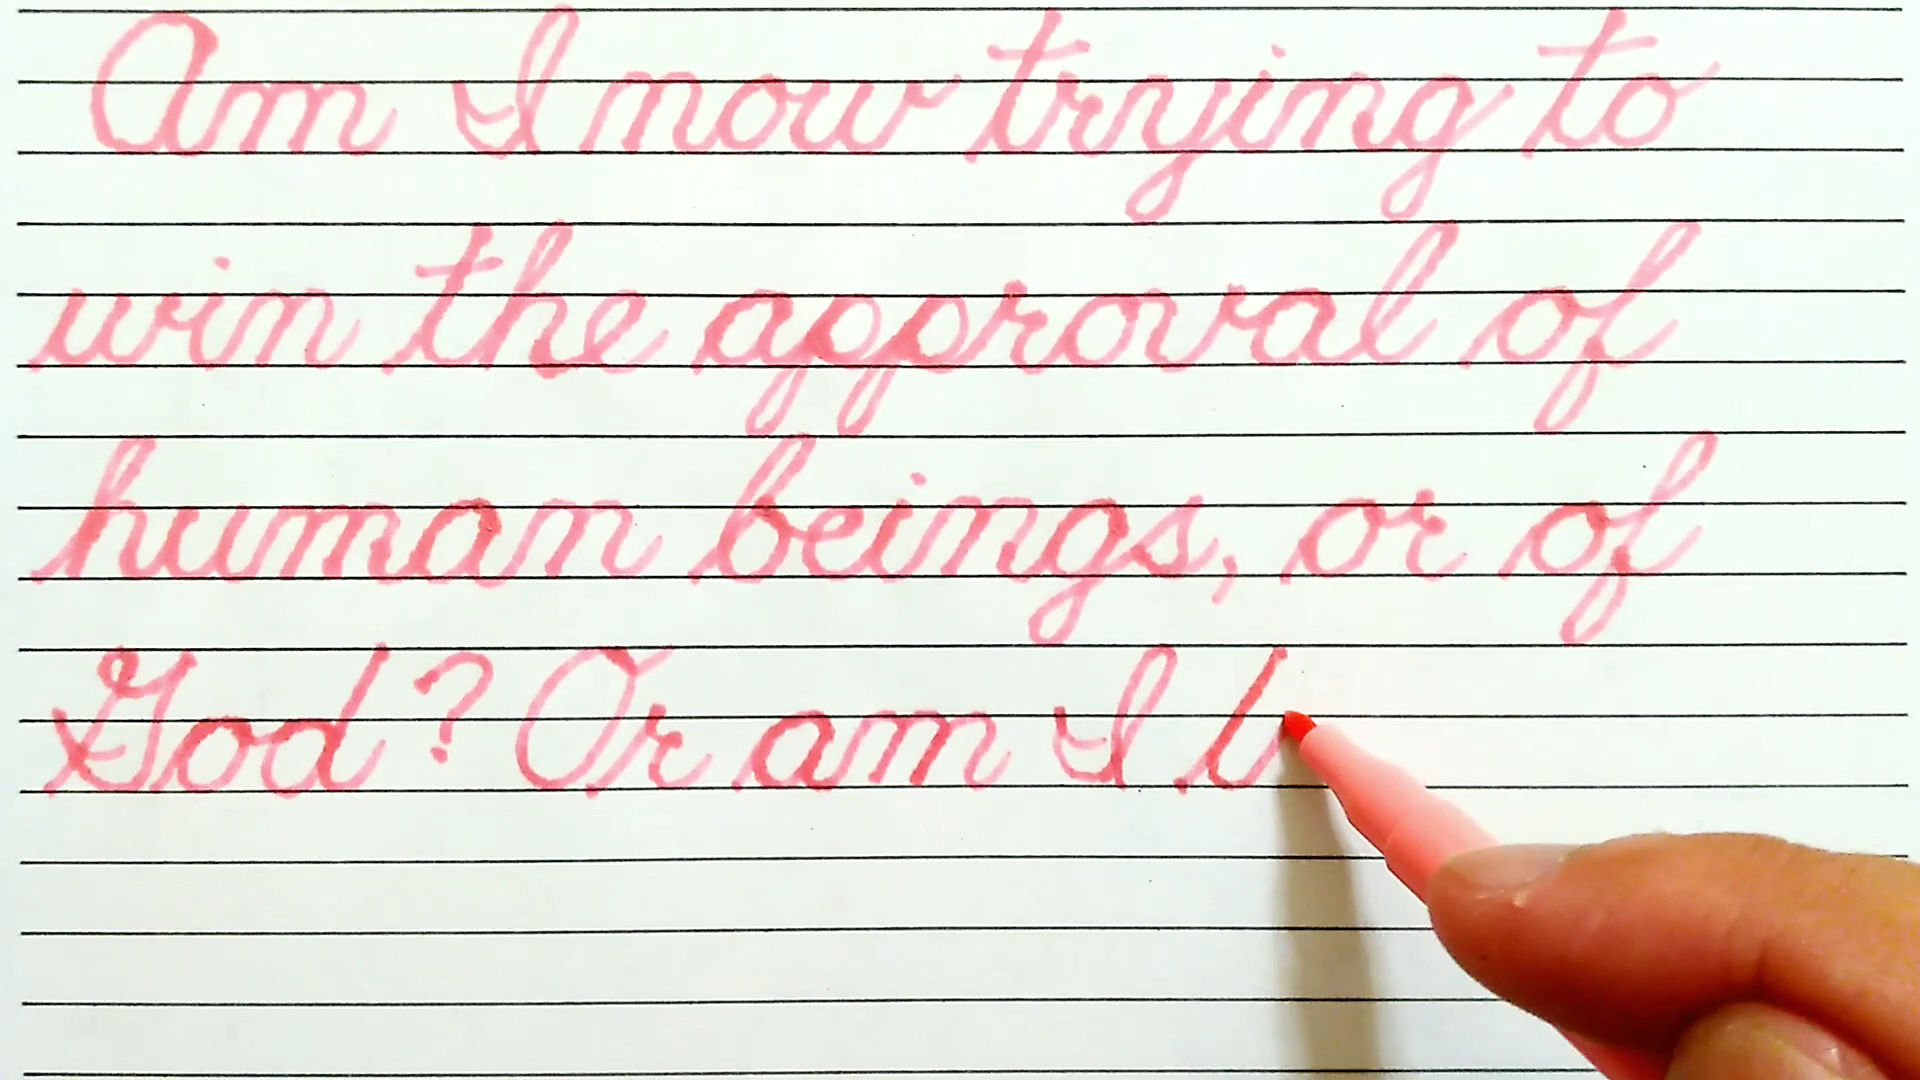 Am I now trying to
win the approval of
human beings, or of
God? Or am I t